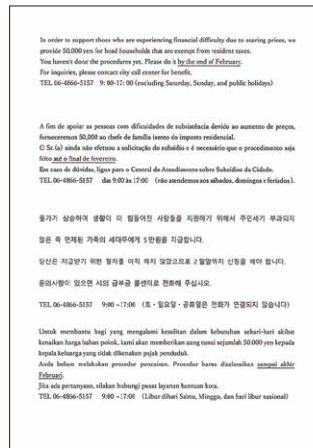 In order to support those who are experiencing financial difficulty due to soaring prices, we
provide 50,000 yen for head households that are exempt from resident taxes.
You haven't done the procedures yet. Please do it by the end of February.
For inquiries, please contact city call center for benefit.
TEL 06-4866-5157 9: 00-17: 00 (excluding Saturday, Sunday, and public holidays)
A fim de apoiar as pessoas com dificuldades de subsistência devido ao aumento de preços,
forneceremos 50,000 ao chefe de família isento do imposto residencial.
O Sr.(a) ainda não efetuou a solicitação do subsídio e é necessário que o procedimento seja
feito até o final de fevereiro.
Em caso de dúvidas, ligue para o Central de Atendimento sobre Subsídios da Cidade.
TEL. 06-4866-5157 das 9:00 às 17:00 (não atendemos aos sábados, domingos e feriados).
물가가 상승하여 생활이 더 힘들어진 사람들을 지원하기 위해서 주민세가 부과되지
않은 즉 면제된 가족의 세대주에게 5만원을 지급합니다.
당신은 지급받기 위한 절차를 아직 하지 않았으므로 2월말까지 신청을 해야 합니다.
문의사항이 있으면 시의 급부금 콜센터로 전화해 주십시오.
TEL 06-4866-5157 9:00 ~17:00 (토・일요일・공휴일은 전화가 연결되지 않습니다)
Untuk membantu bagi yang mengalami kesulitan dalam kebutuhan sekari-hari akibat
kenaikan harga bahan pokok, kami akan memberikan uang tunai sejumlah 50.000 yen kepada
kepala keluarga yang tidak dikenakan pajak penduduk.
Anda belum melakukan prosedur pencairan. Prosedur harus diselesaikan sampai akhir
Februari.
Jika ada pertanyaan, silakan hubungi pusat layanan bantuan kota.
TEL 06-4866-5157 9:00 ~17:00 (Libur dihari Sabtu, Minggu, dan hari libur nasional)